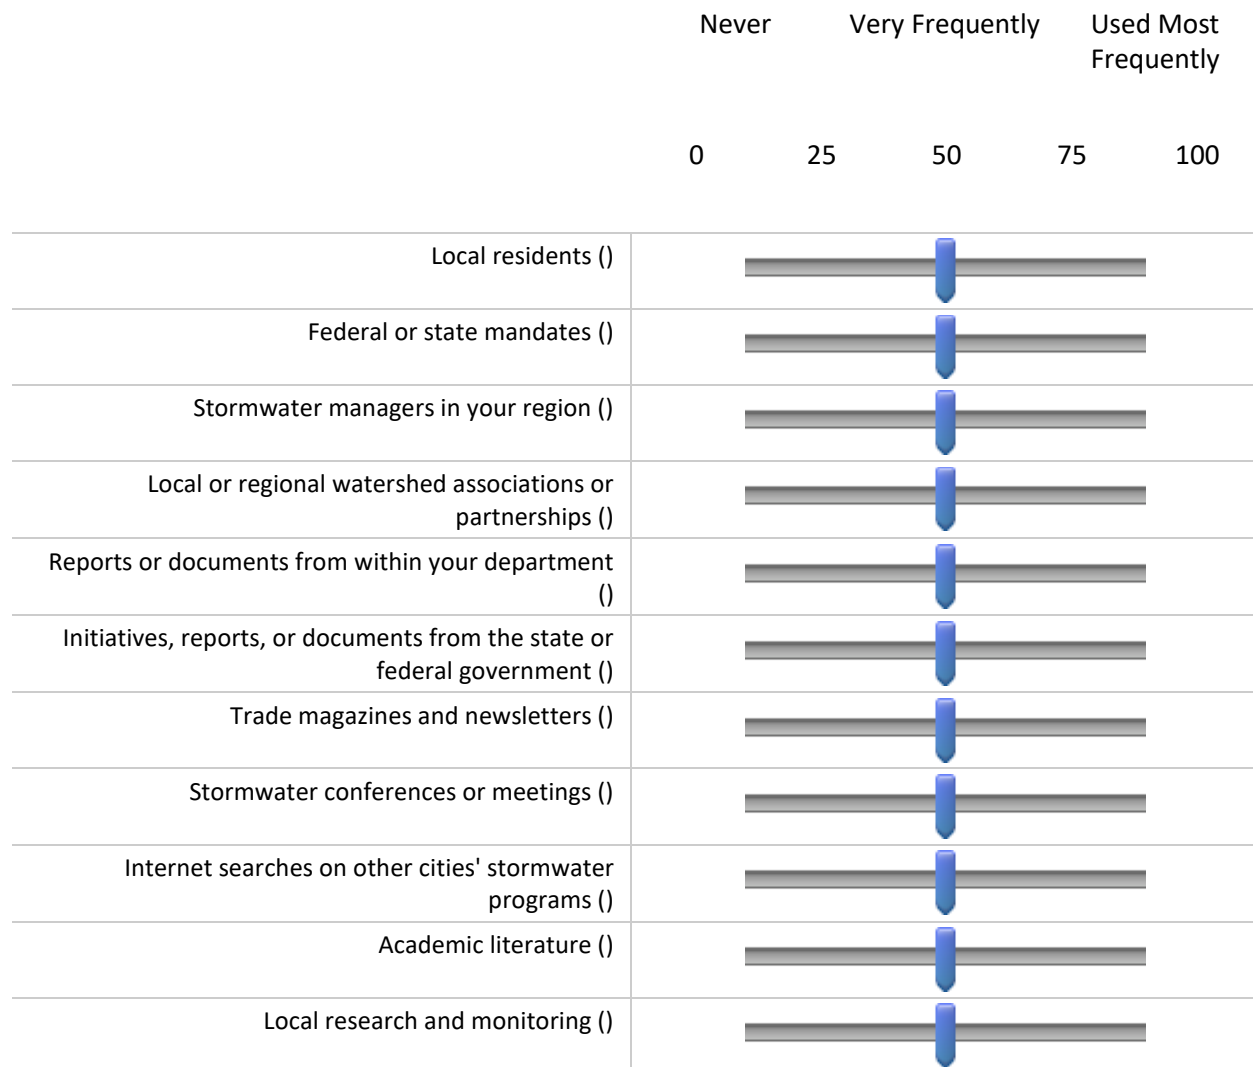 Never Very Frequently Used Most
Frequently
0 25 50 75 100
Local residents ()
Federal or state mandates ()
Stormwater managers in your region ()
Local or regional watershed associations or
partnerships ()
Reports or documents from within your department
()
Initiatives, reports, or documents from the state or
federal government ()
Trade magazines and newsletters ()
Stormwater conferences or meetings ()
Internet searches on other cities' stormwater
programs ()
Academic literature ()
Local research and monitoring ()